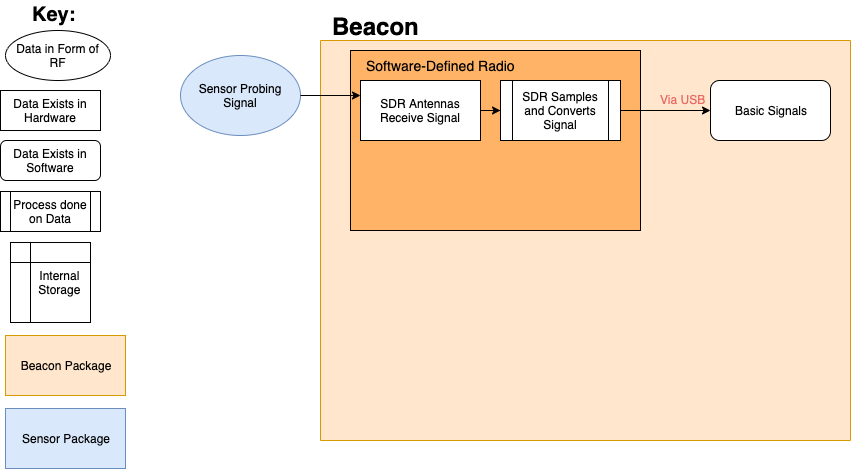 Key:
Data in Form of
RF
Data Exists in
Hardware
Data Exists in
Software
Process done
on Data
Internal
Storage
Beacon Package
Sensor Package
Beacon
Sensor Probing
Signal
Software-Defined Radio
SDR Antennas
Receive Signal
SDR Samples
and Converts
Signal
Via USB
Basic Signals